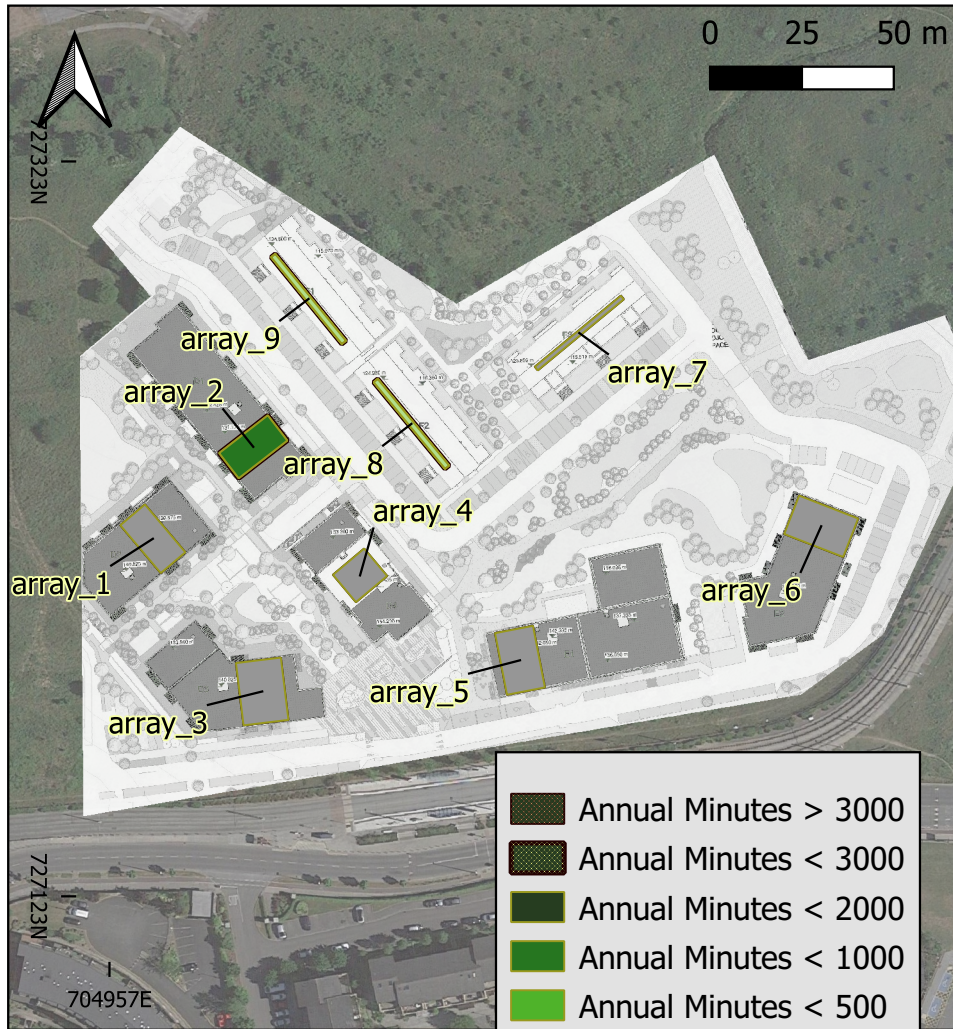 0 25 50 m
727323N
array_9
array_2
array_7
array_8
array_4
array_1
array_6
array_5
array_3
Annual Minutes > 3000
Annual Minutes < 3000
Annual Minutes < 2000
Annual Minutes < 1000
Annual Minutes < 500
727123N
704957E